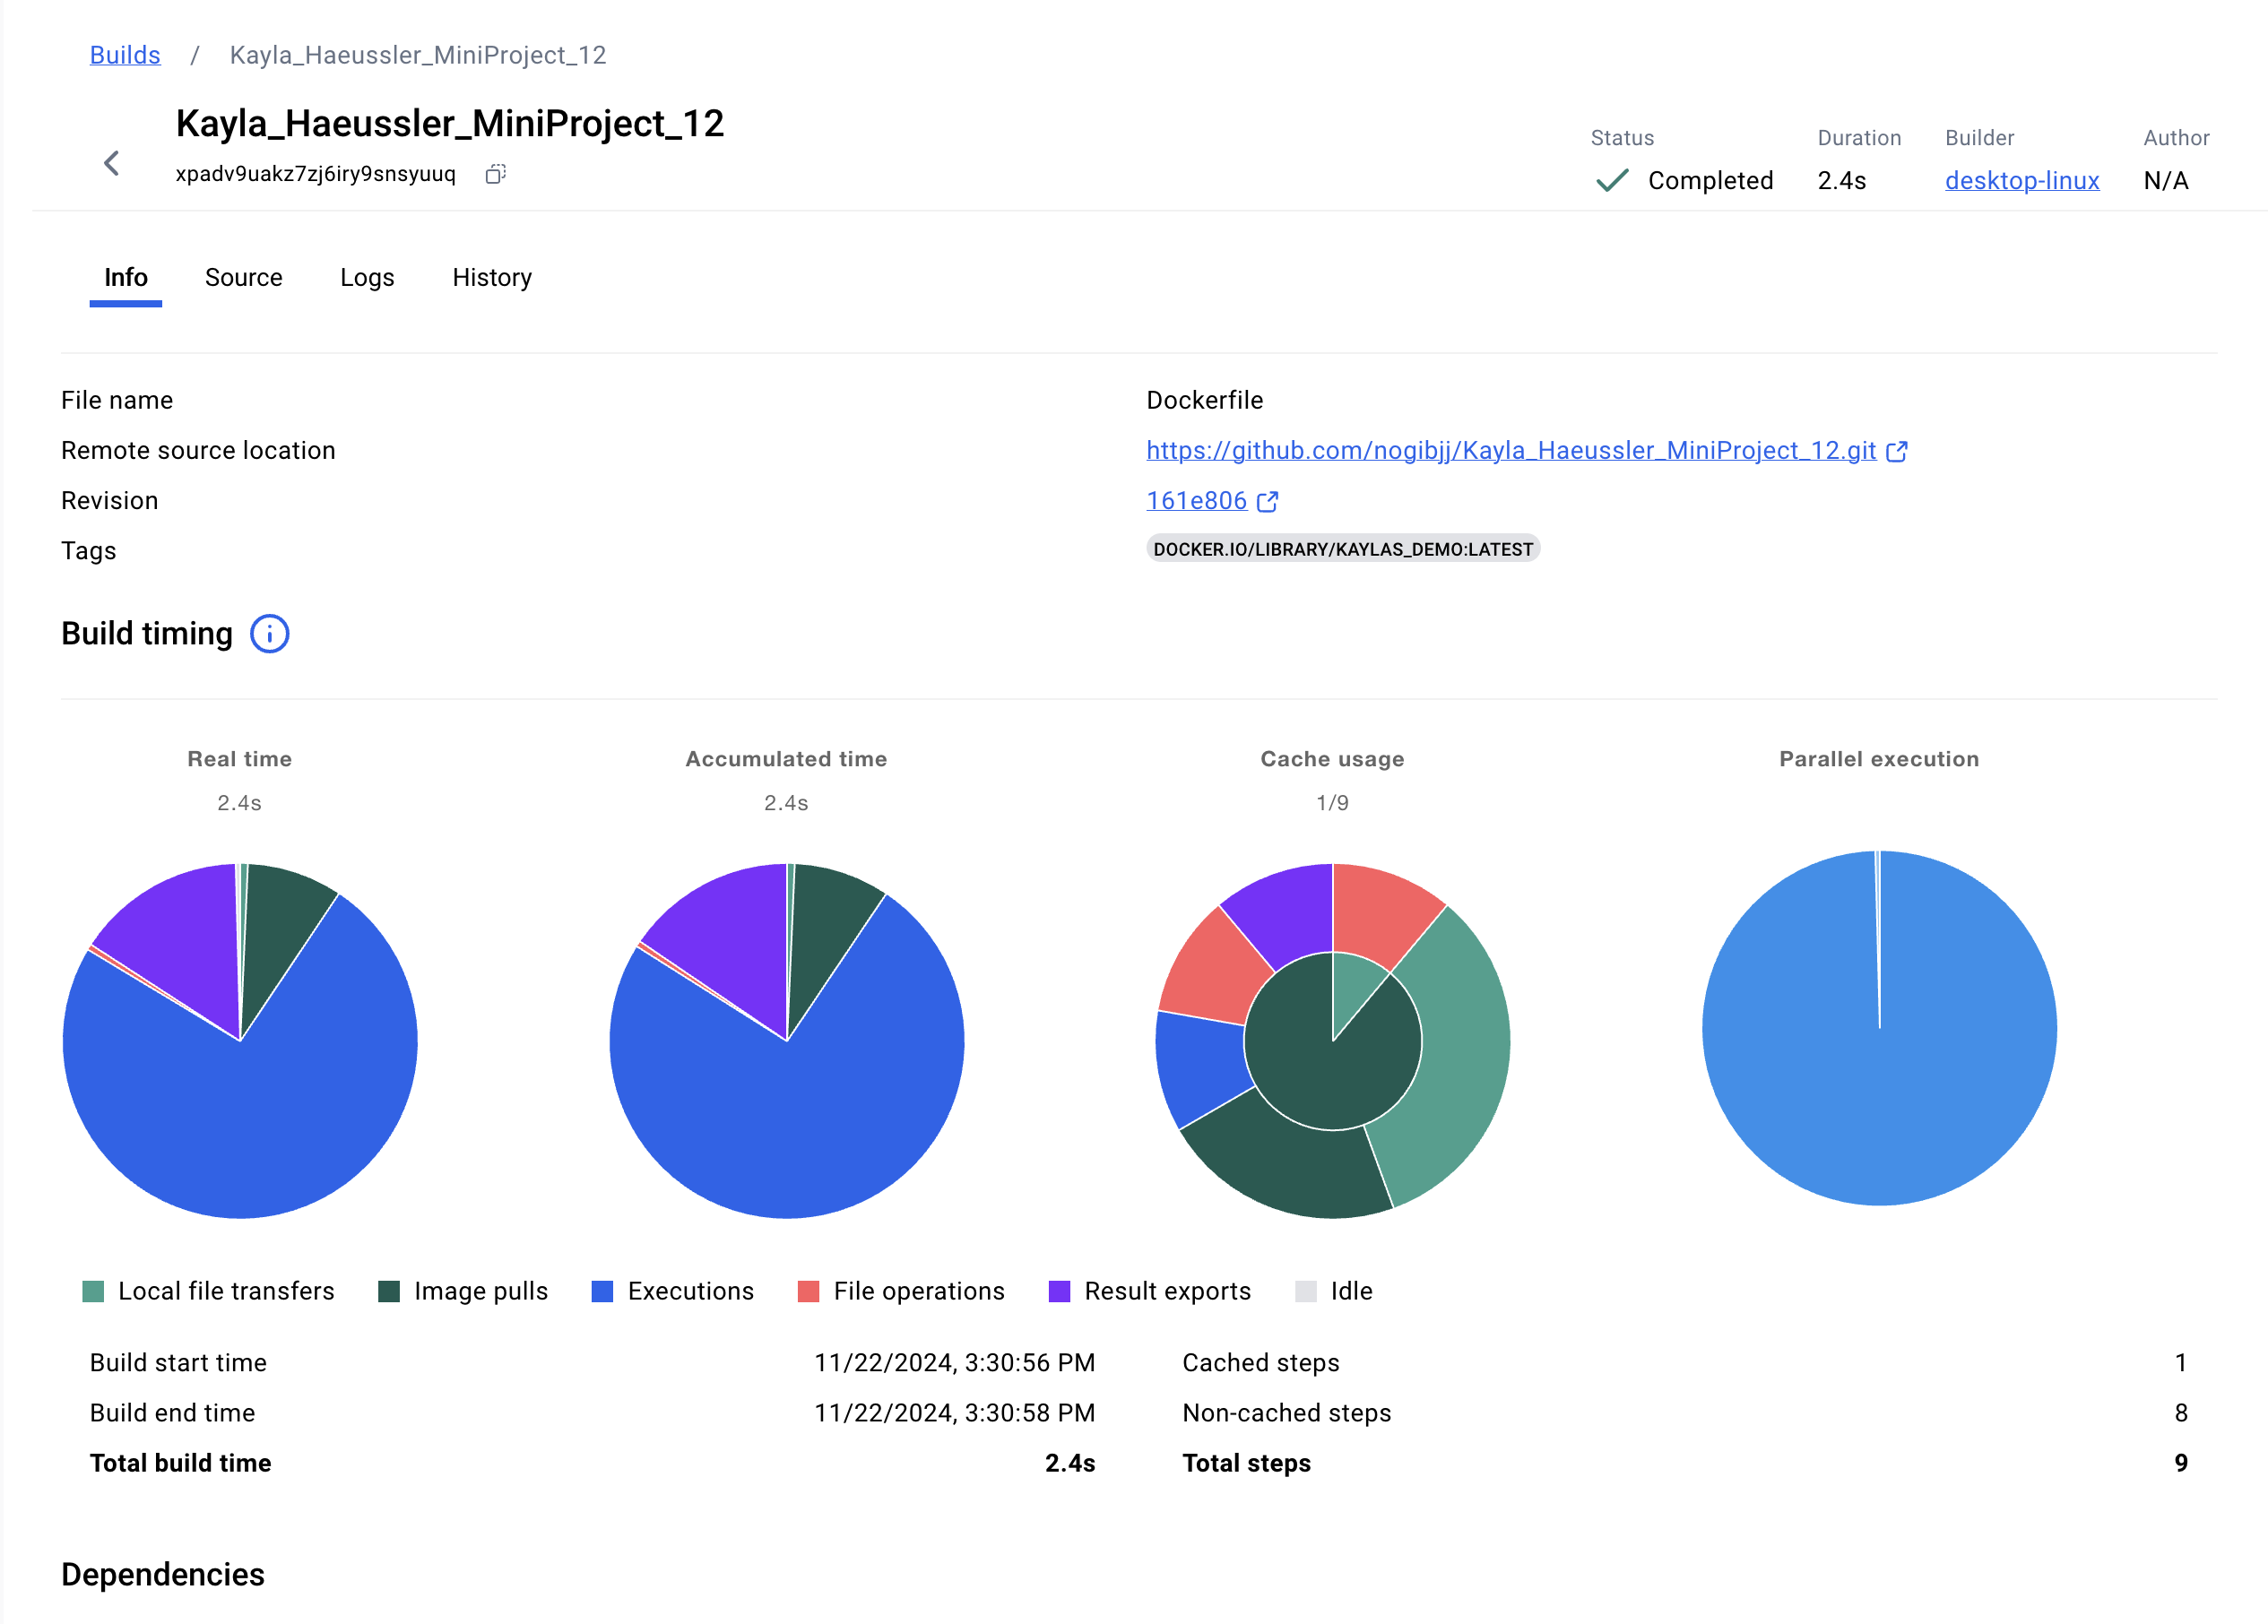 Builds / Kayla_Haeussler_MiniProject_12
Kayla_Haeussler_MiniProject_12
xpadv9uakz7zj6iry9snsyuuq
Status Duration Builder Author
Completed 2.4s desktop-linux N/A
Info Source Logs History
File name Dockerfile
Remote source location https://github.com/nogibjj/Kayla_Haeussler_MiniProject_12.git
Revision 161e806
Tags DOCKER.IO/LIBRARY/KAYLAS_DEMO:LATEST
Build timing
Real time Accumulated time Cache usage Parallel execution
2.4s 2.4s 1/9
Local file transfers Image pulls Executions File operations Result exports Idle
Build start time 11/22/2024, 3:30:56 PM Cached steps 1
Build end time 11/22/2024, 3:30:58 PM Non-cached steps 8
Total build time 2.4s Total steps 9
Dependencies